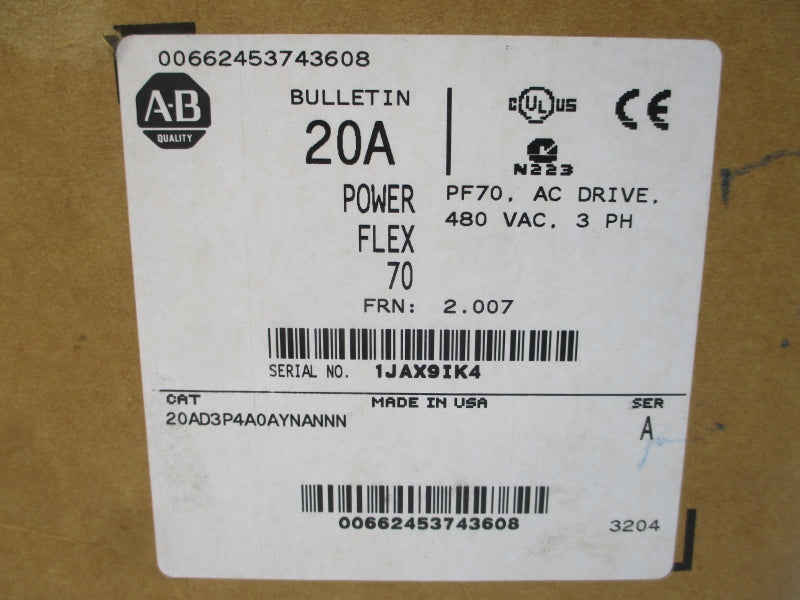 00662453743608
A-B
QUALITY
BULLETIN
20A
POWER
FLEX
70
FRN: 2.007
c UL us
CE
N223
PF70, AC DRIVE,
480 VAC, 3 PH
SERIAL NO. 1JAX9IK4
CAT MADE IN USA SER
20AD3P4A0AYNANNN A
00662453743608
3204